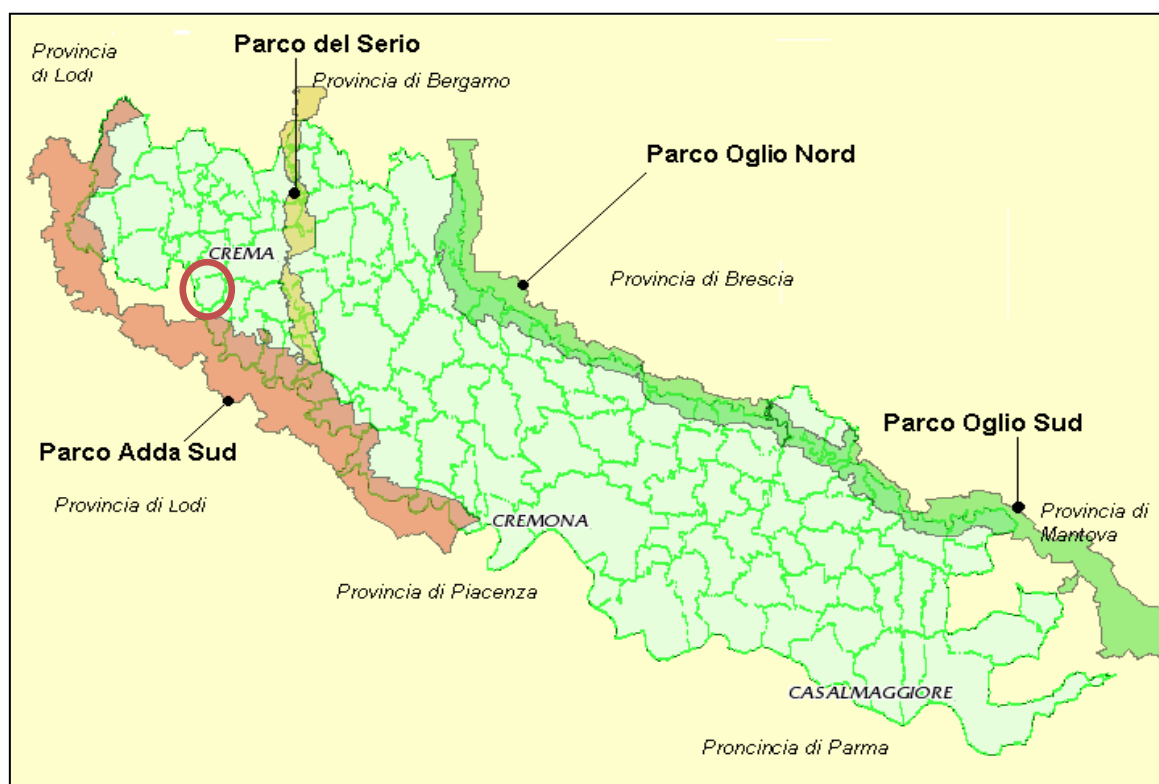 Provincia
di Lodi
Parco del Serio
Provincia di Bergamo
Parco Oglio Nord
CREMA
Provincia di Brescia
Parco Adda Sud
Parco Oglio Sud
Provincia di Lodi
CREMONA
Provincia di
Mantova
Provincia di Piacenza
CASALMAGGIORE
Proncincia di Parma